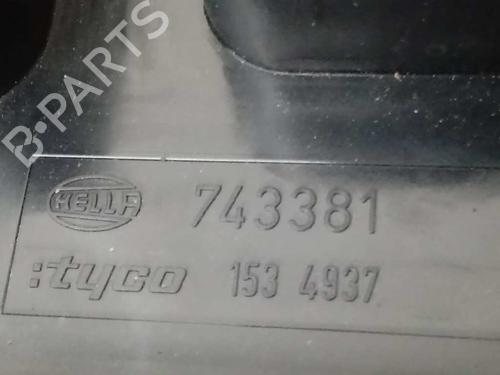 B-PARTS
HELLA 743381
:tyco 153 4937